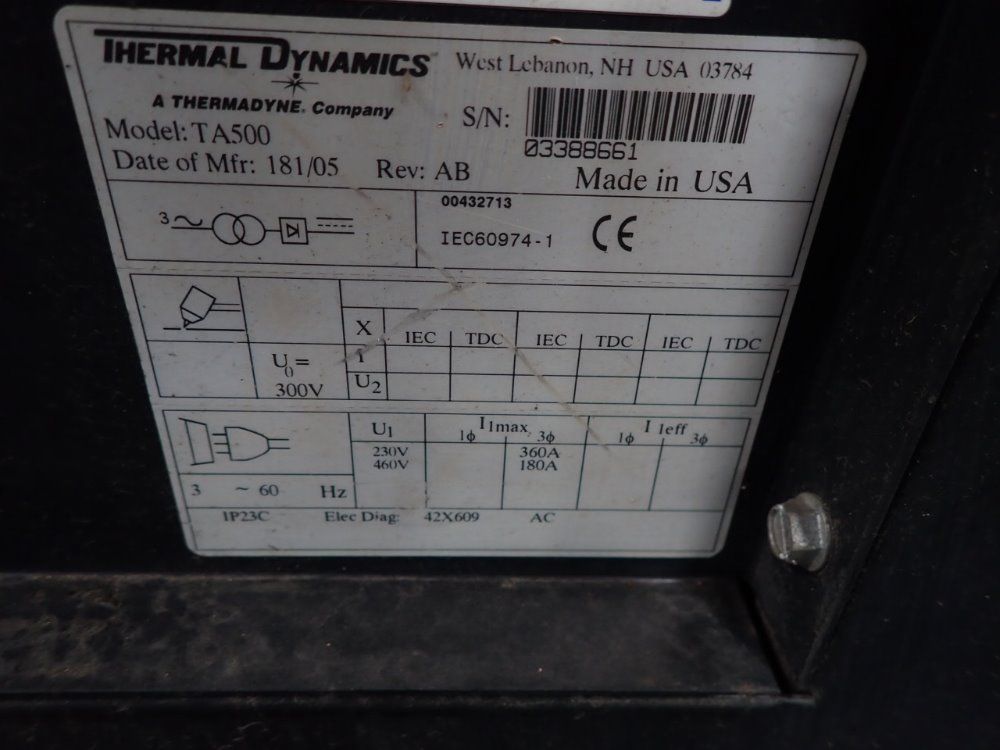 THERMAL DYNAMICS
West Lebanon, NH USA 03784
A THERMADYNE® Company
S/N:
03388661
Model: TA500
Date of Mfr: 181/05 Rev: AB
Made in USA
00432713
3~
IEC60974-1 CE
X IEC TDC IEC TDC IEC TDC
U0= I
300V U2
U1 I1max I1eff
1ϕ 3ϕ 1ϕ 3ϕ
230V 360A
460V 180A
3 ~ 60 Hz
IP23C Elec Diag: 42X609 AC